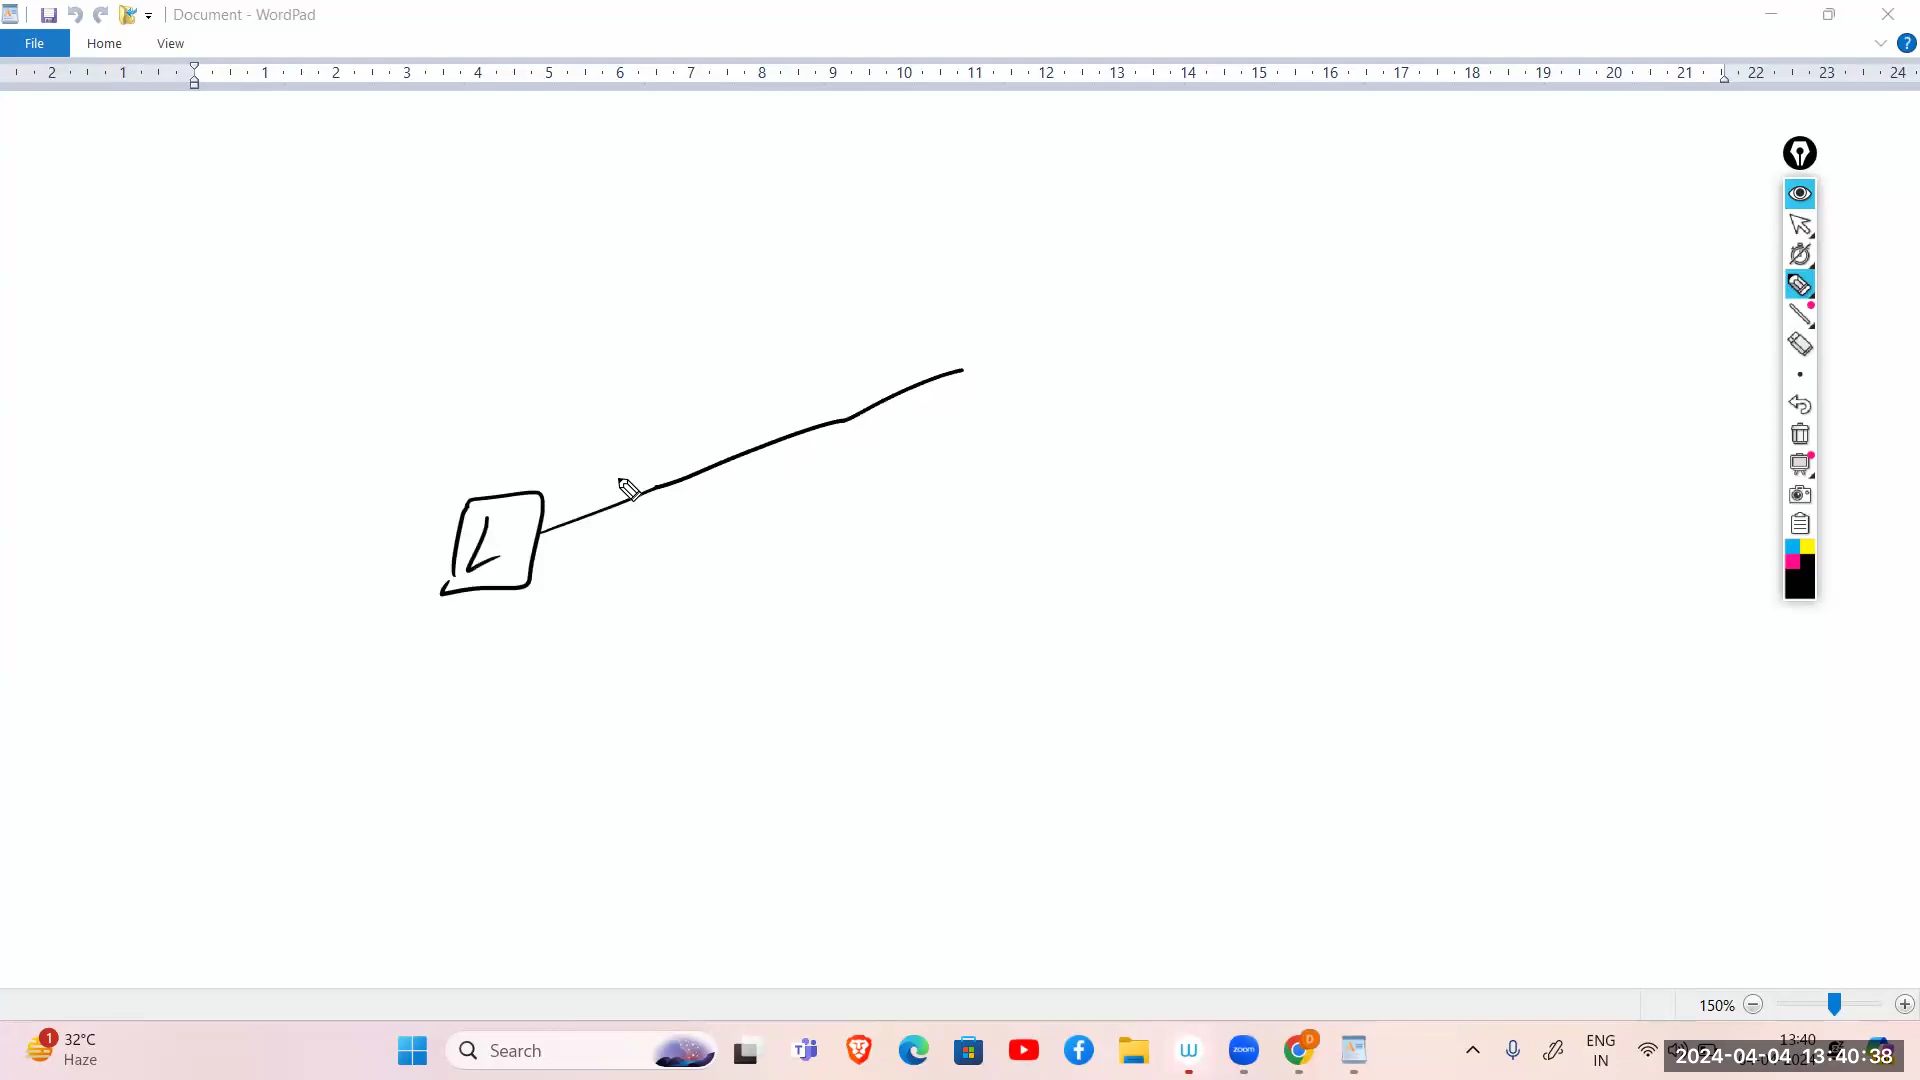 Document - WordPad
File Home View
2 1 1 2 3 4 5 6 7 8 9 10 11 12 13 14 15 16 17 18 19 20 21 22 23 24
L
150%
1 32°C Haze
Search
zoom
D
ENG
IN
13:40
2024-04-04 13:40:38